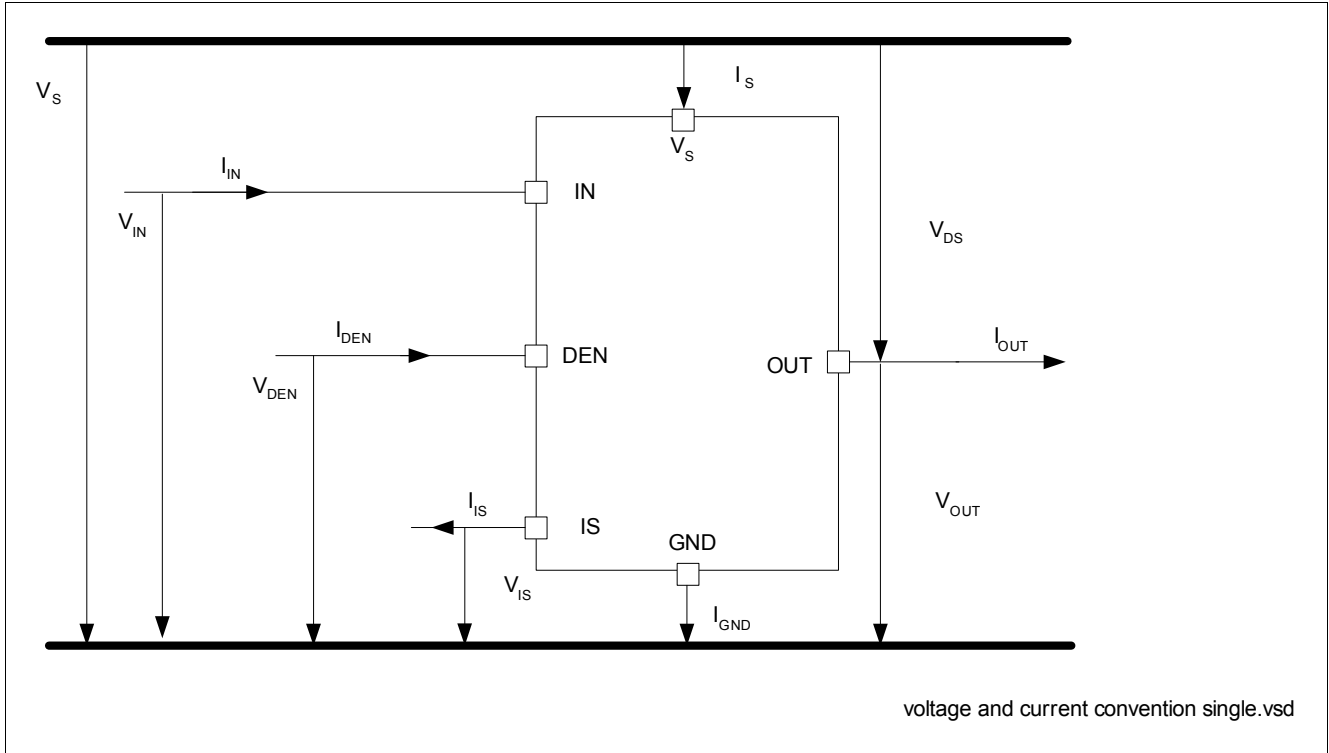 V_S
I_S
V_S
I_IN
IN
V_IN
V_DS
I_DEN
DEN
I_OUT
OUT
V_DEN
I_IS
IS
V_OUT
GND
V_IS
I_GND
voltage and current convention single.vsd